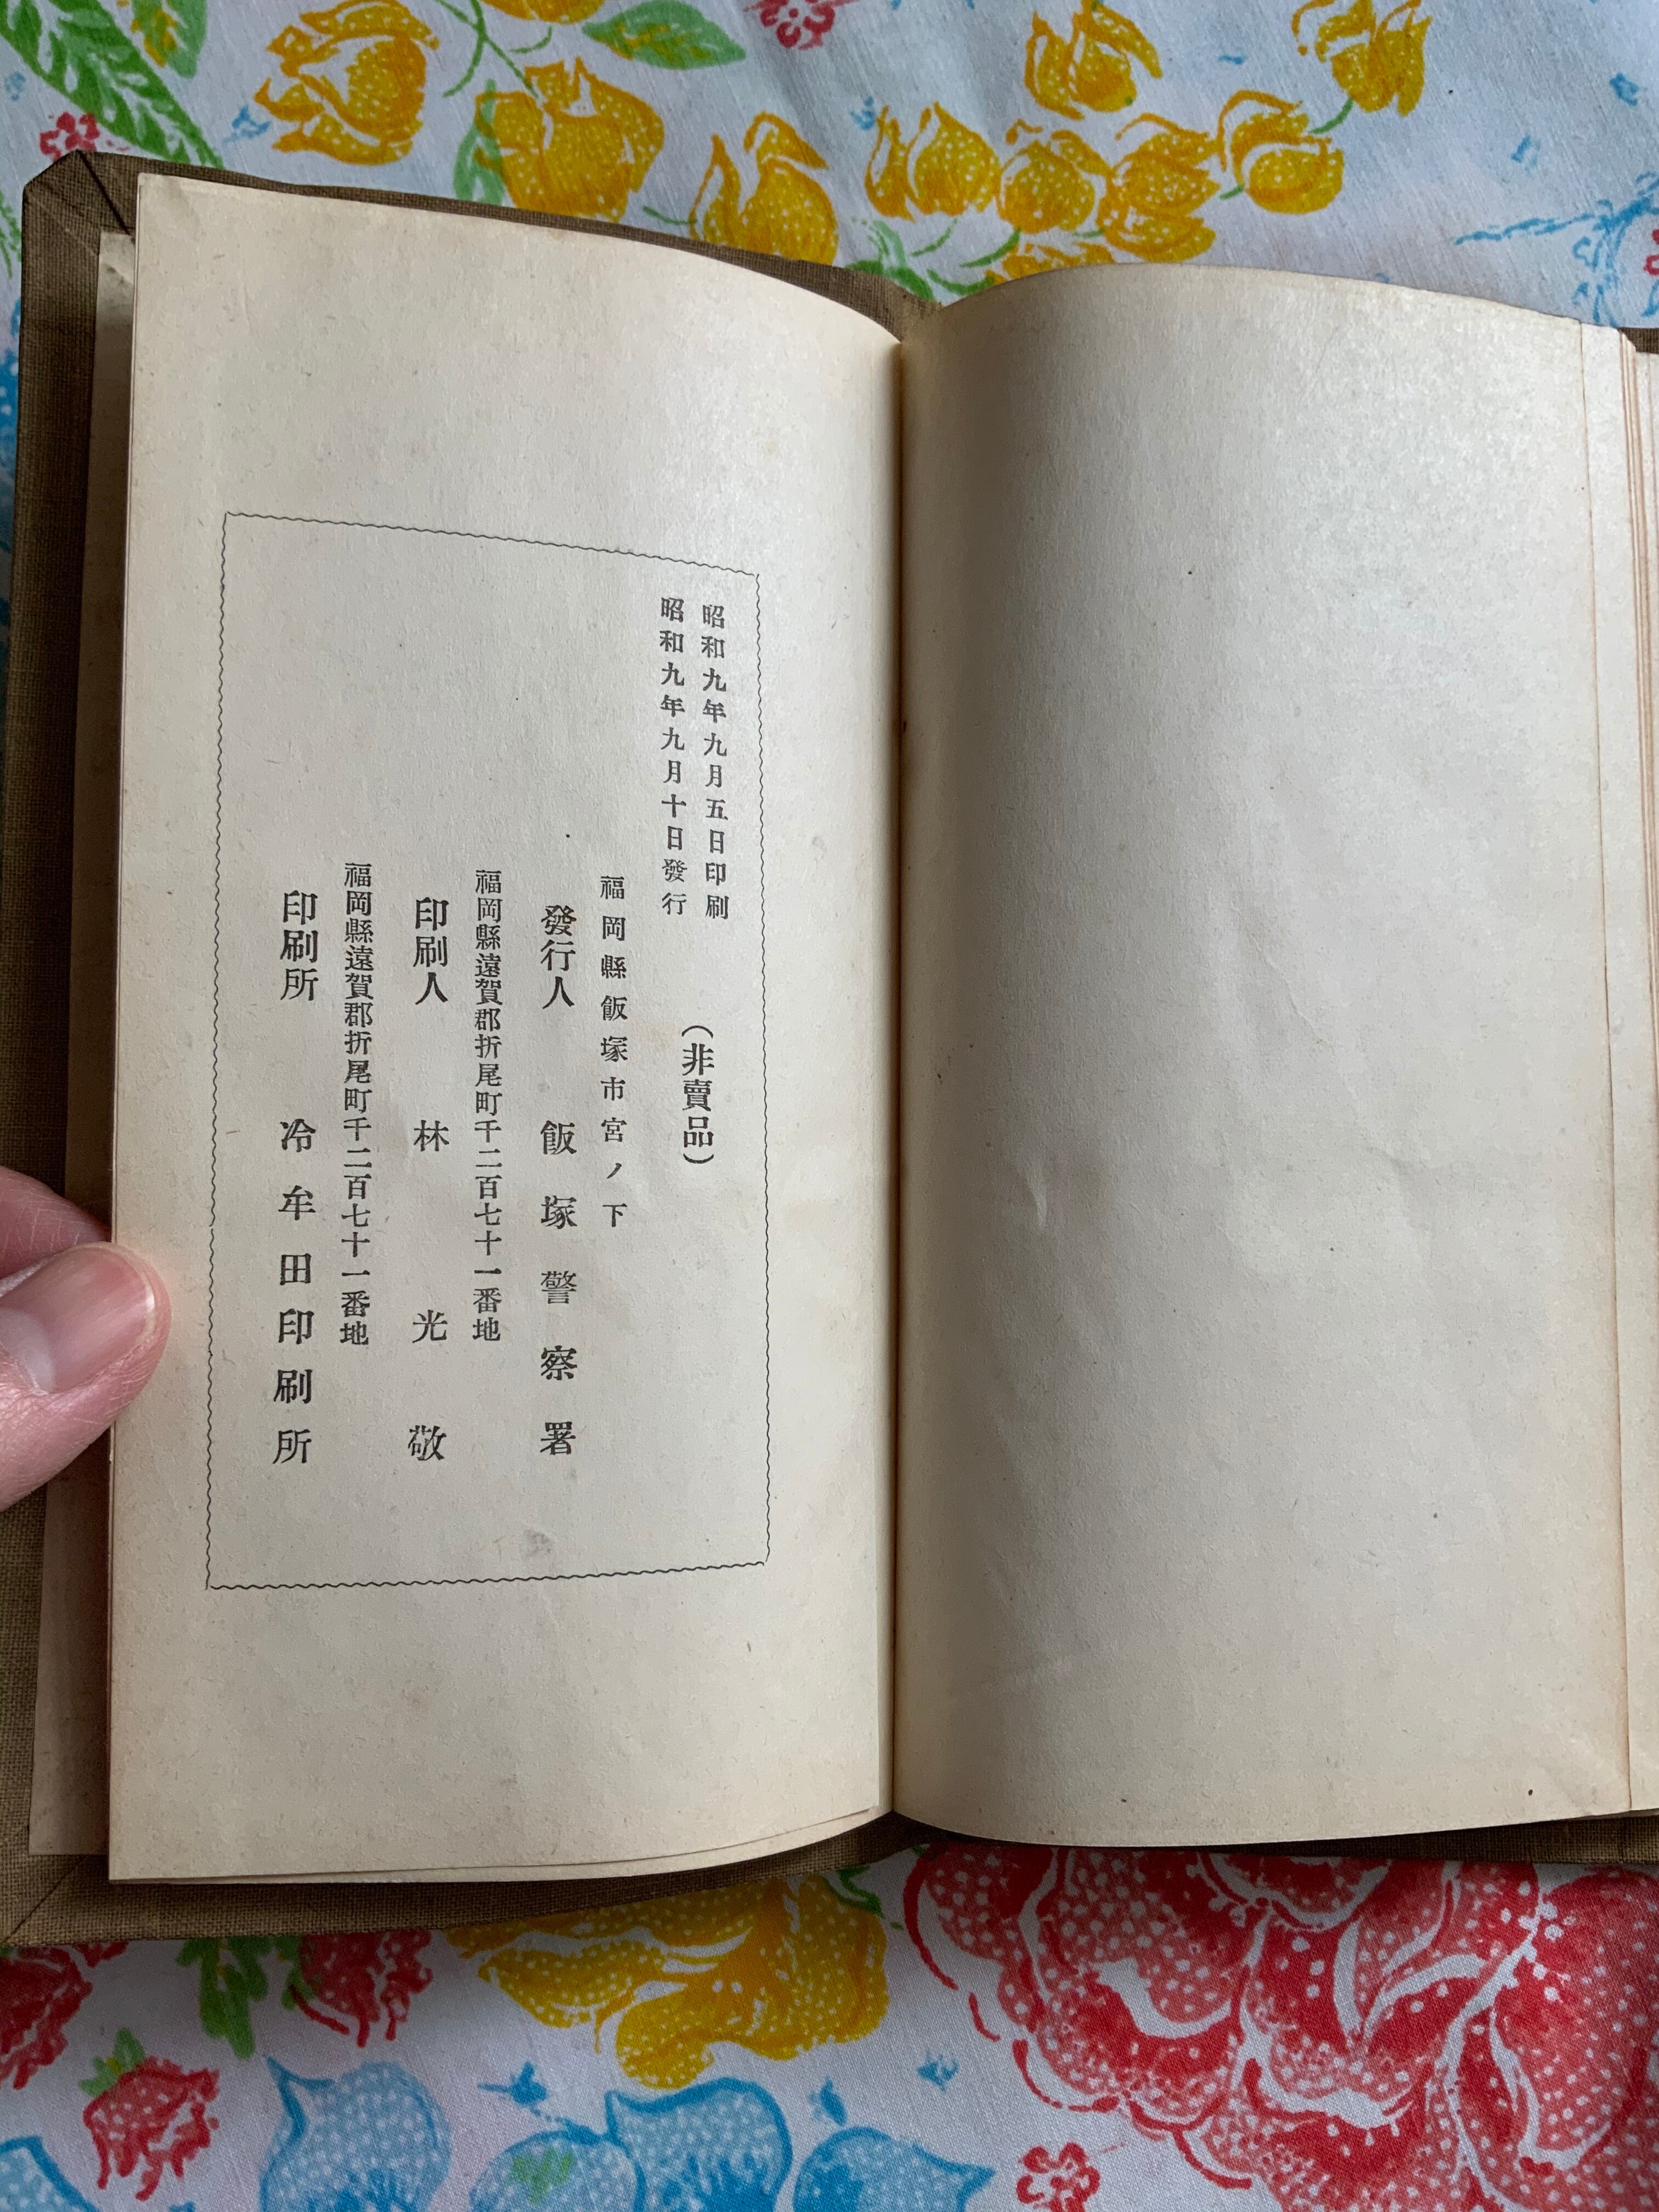 昭和九年九月五日印刷
昭和九年九月十日發行
(非賣品)
福岡縣飯塚市宮ノ下
發行人 飯塚警察署
福岡縣遠賀郡折尾町千二百七十一番地
印刷人 林光敬
福岡縣遠賀郡折尾町千二百七十一番地
印刷所 冷牟田印刷所